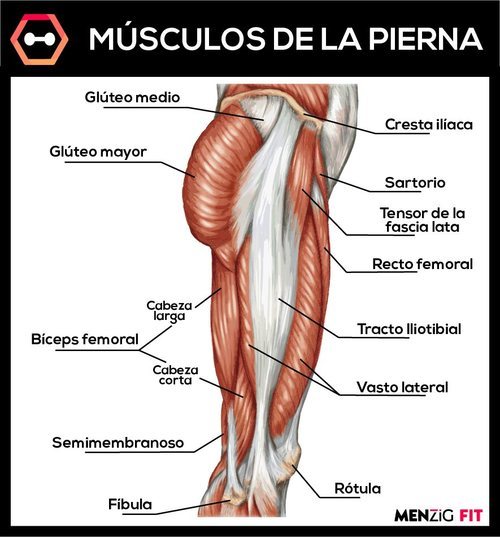 MÚSCULOS DE LA PIERNA
Glúteo medio
Cresta ilíaca
Glúteo mayor
Sartorio
Tensor de la
fascia lata
Recto femoral
Cabeza
larga
Bíceps femoral
Tracto Iliotibial
Cabeza
corta
Vasto lateral
Semimembranoso
Rótula
Fíbula
MENZiG FIT